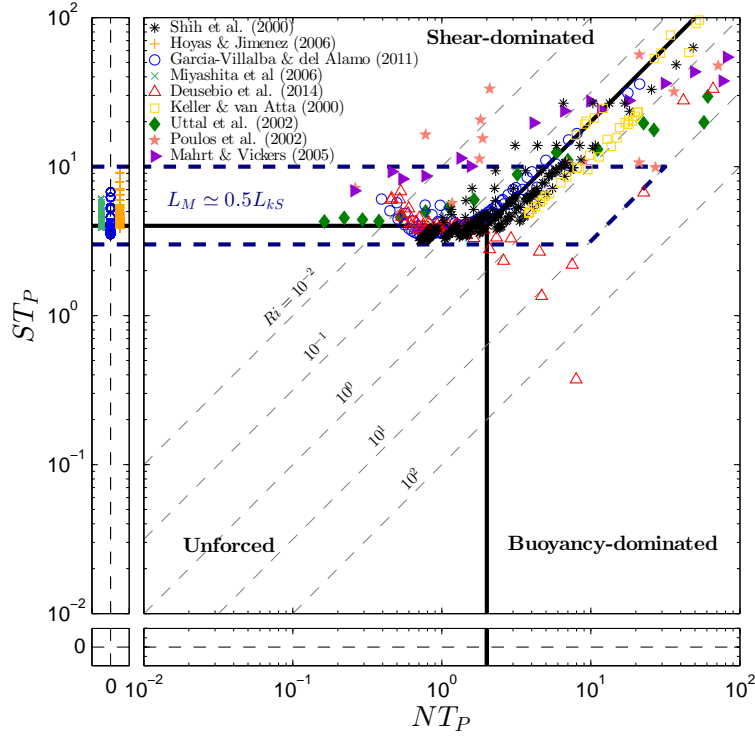 Shih et al. (2000)
Hoyas & Jimenez (2006)
Garcia-Villalba & del Alamo (2011)
Miyashita et al (2006)
Deusebio et al. (2014)
Keller & van Atta (2000)
Uttal et al. (2002)
Poulos et al. (2002)
Mahrt & Vickers (2005)
Shear-dominated
L_M ≃ 0.5L_{kS}
Ri = 10^{-2}
10^{-1}
10^0
10^1
10^2
Unforced
Buoyancy-dominated
10^2
10^1
10^0
10^{-1}
10^{-2}
ST_P
0
0
10^{-2}
10^{-1}
10^0
10^1
10^2
NT_P